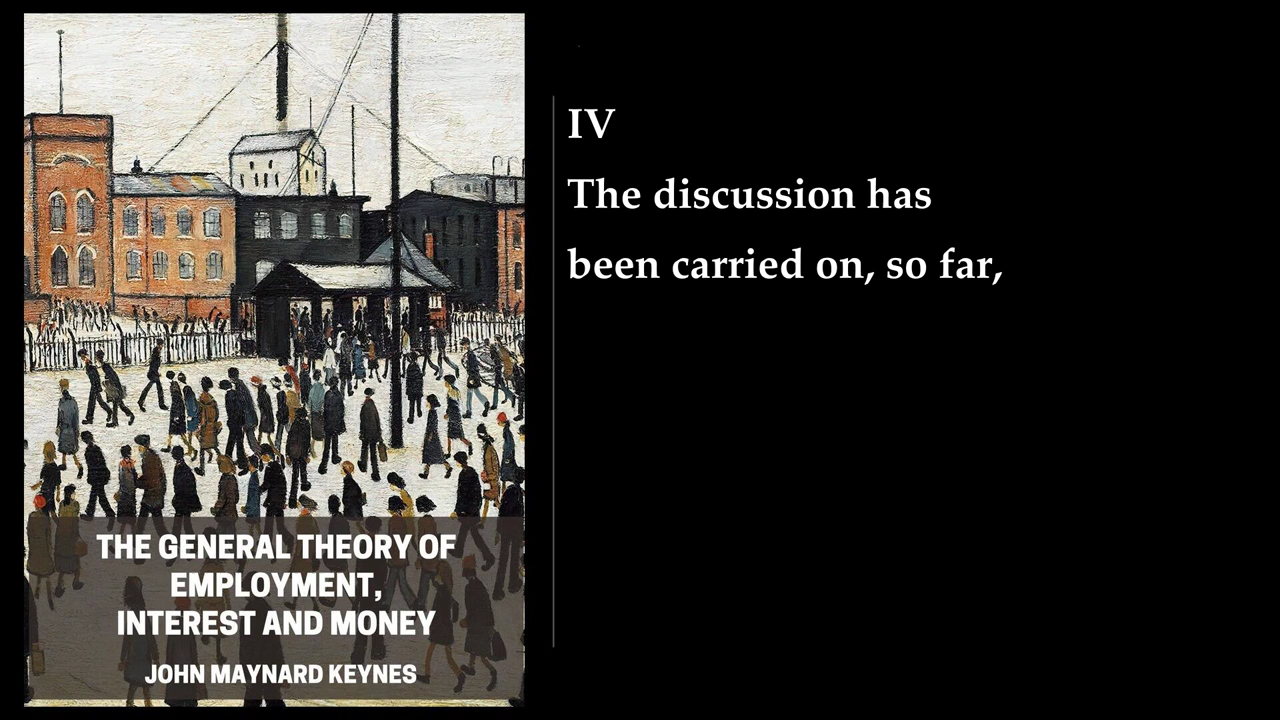 THE GENERAL THEORY OF
EMPLOYMENT,
INTEREST AND MONEY
JOHN MAYNARD KEYNES
IV
The discussion has
been carried on, so far,